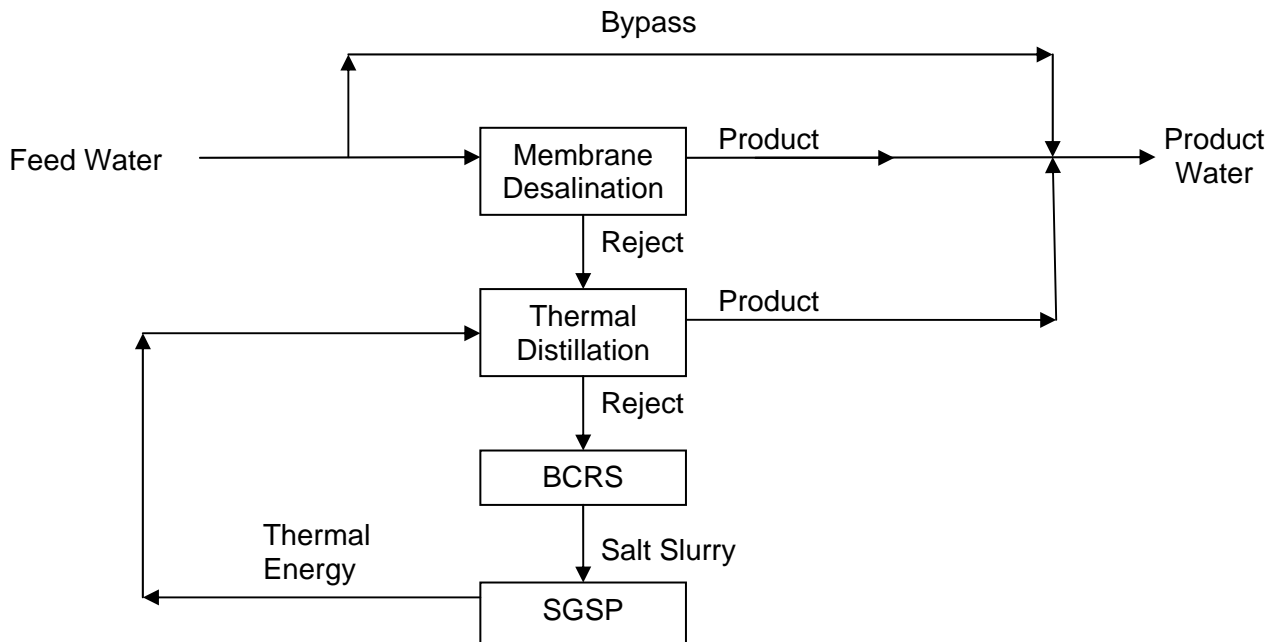 Bypass
Feed Water
Membrane
Desalination
Product
Product
Water
Reject
Thermal
Distillation
Product
Reject
BCRS
Thermal
Energy
Salt Slurry
SGSP